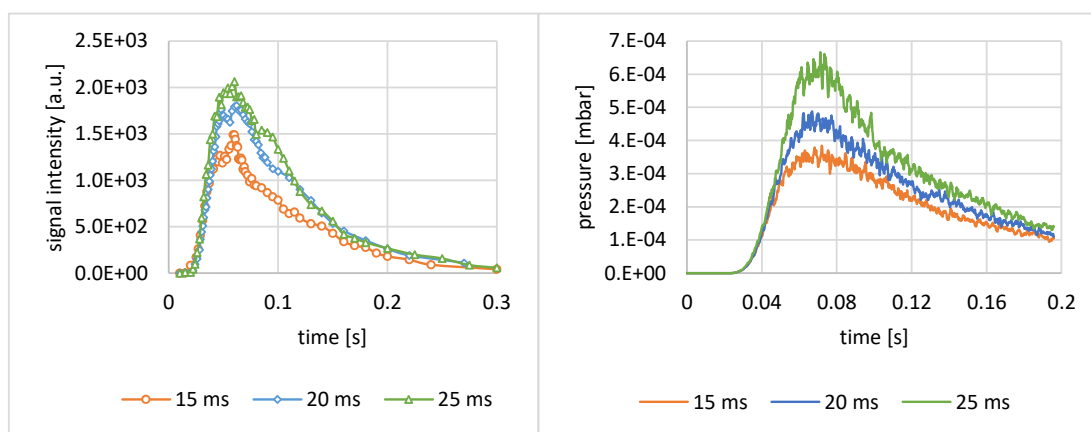 signal intensity [a.u.]
2.5E+03
2.0E+03
1.5E+03
1.0E+03
5.0E+02
0.0E+00
0 0.1 0.2 0.3
time [s]
15 ms 20 ms 25 ms
pressure [mbar]
7.E-04
6.E-04
5.E-04
4.E-04
3.E-04
2.E-04
1.E-04
0.E+00
0 0.04 0.08 0.12 0.16 0.2
time [s]
15 ms 20 ms 25 ms